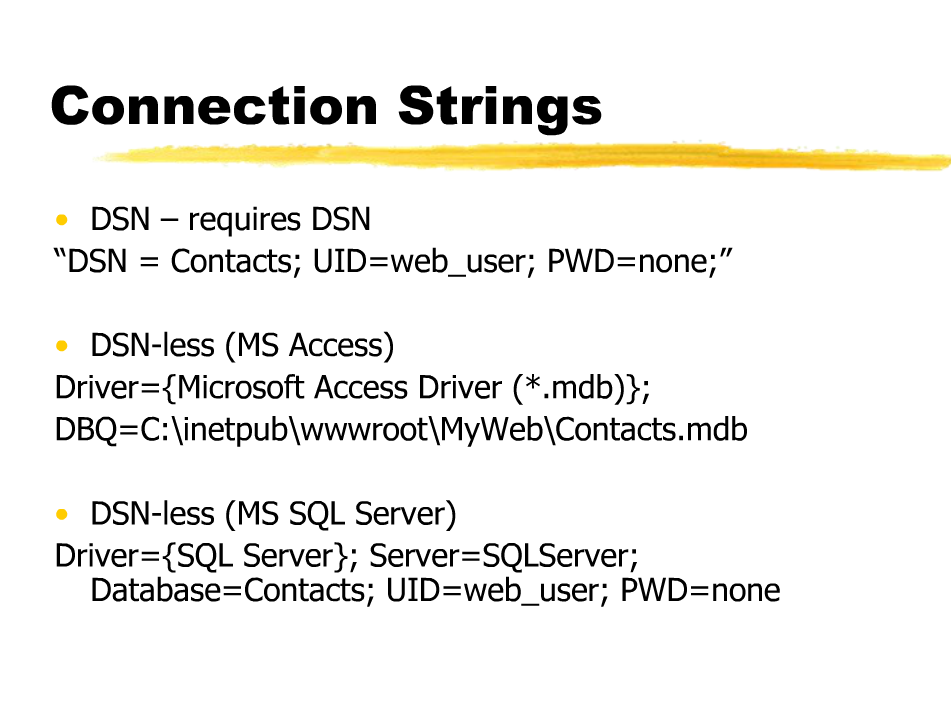 Connection Strings
• DSN – requires DSN
“DSN = Contacts; UID=web_user; PWD=none;”
• DSN-less (MS Access)
Driver={Microsoft Access Driver (*.mdb)};
DBQ=C:\inetpub\wwwroot\MyWeb\Contacts.mdb
• DSN-less (MS SQL Server)
Driver={SQL Server}; Server=SQLServer;
Database=Contacts; UID=web_user; PWD=none